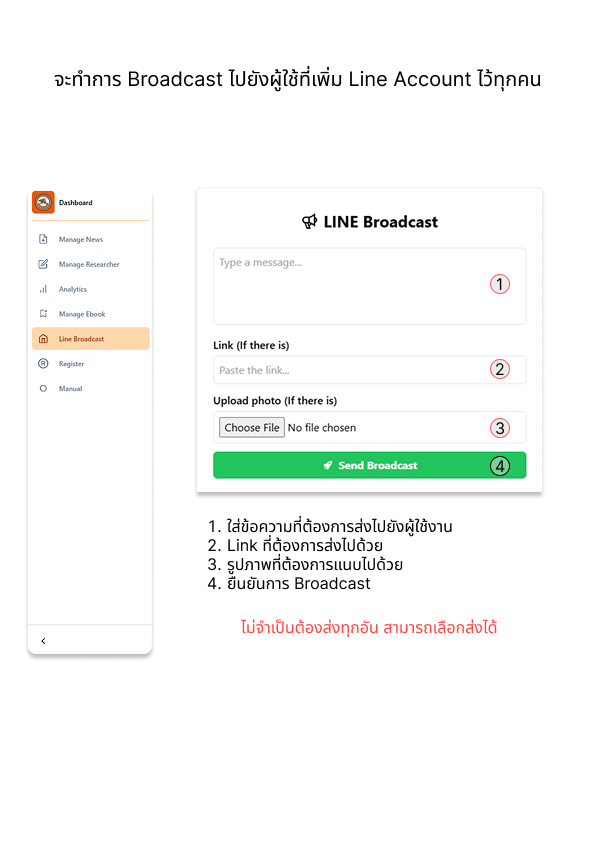 จะทำการ Broadcast ไปยังผู้ใช้ที่เพิ่ม Line Account ไว้ทุกคน
Dashboard
Manage News
Manage Researcher
Analytics
Manage Ebook
Line Broadcast
Register
Manual
LINE Broadcast
Type a message...
1
Link (If there is)
Paste the link...
2
Upload photo (If there is)
Choose File No file chosen
3
Send Broadcast
4
1. ใส่ข้อความที่ต้องการส่งไปยังผู้ใช้งาน
2. Link ที่ต้องการส่งไปด้วย
3. รูปภาพที่ต้องการแนบไปด้วย
4. ยืนยันการ Broadcast
ไม่จำเป็นต้องส่งทุกอัน สามารถเลือกส่งได้